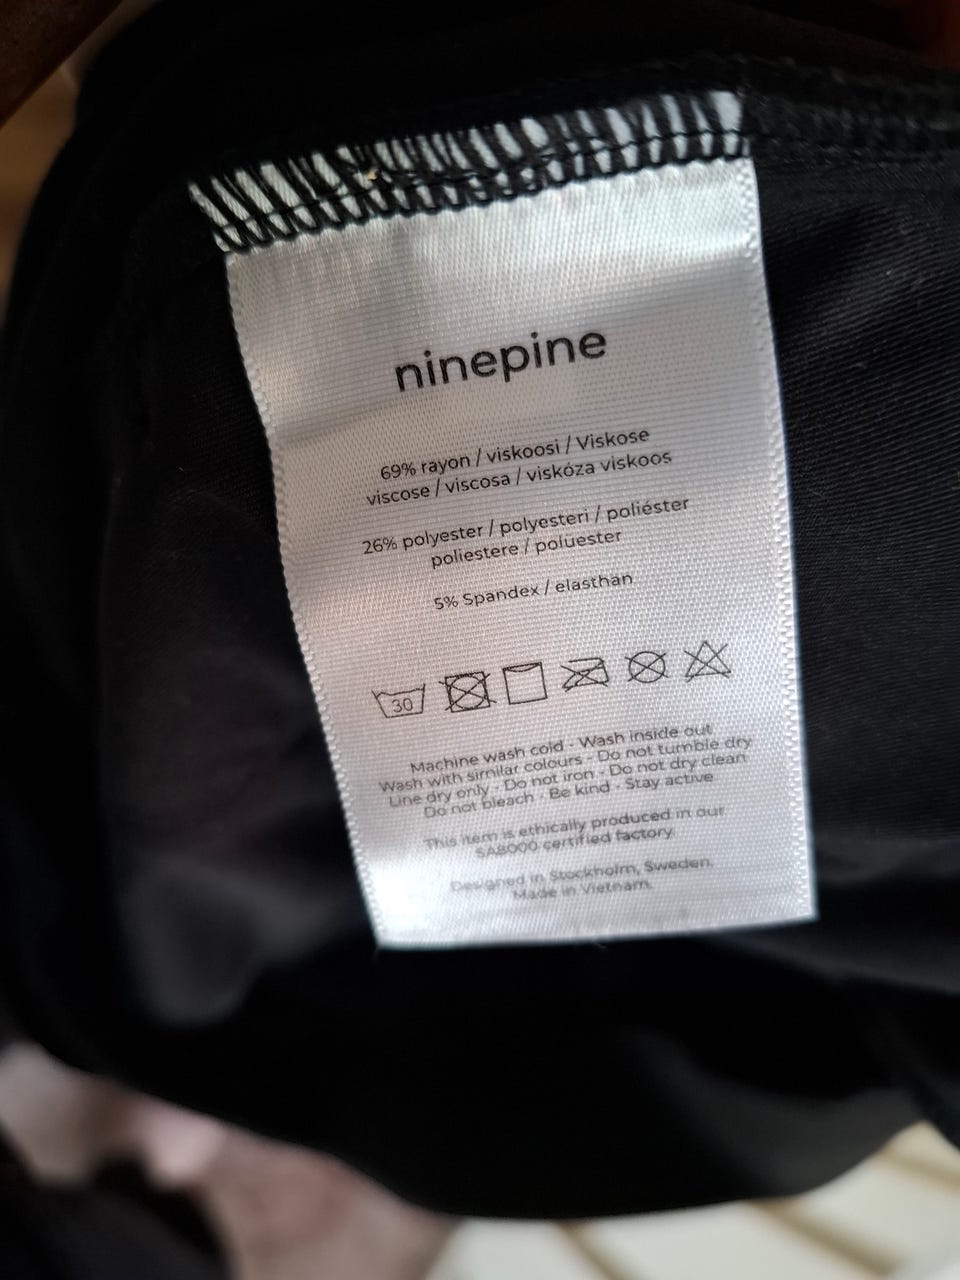 ninepine
69% rayon / viskoosi / Viskose
viscose / viscosa / viskóza viskoos
26% polyester / polyesteri / poliéster
poliestere / poluester
5% Spandex / elasthan
30
Machine wash cold - Wash inside out
Wash with similar colours - Do not tumble dry
Line dry only - Do not iron - Do not dry clean
Do not bleach - Be kind - Stay active
This item is ethically produced in our
SA8000 certified factory.
Designed in Stockholm, Sweden.
Made in Vietnam.